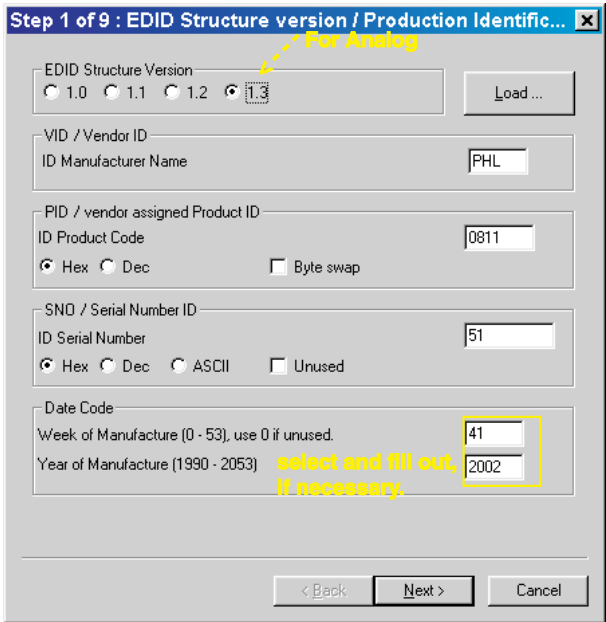 Step 1 of 9 : EDID Structure version / Production Identific...
For Analog
EDID Structure Version
1.0 1.1 1.2 1.3
Load ...
VID / Vendor ID
ID Manufacturer Name PHL
PID / vendor assigned Product ID
ID Product Code 0811
Hex Dec Byte swap
SNO / Serial Number ID
ID Serial Number 51
Hex Dec ASCII Unused
Date Code
Week of Manufacture (0 - 53), use 0 if unused. 41
Year of Manufacture (1990 - 2053) 2002
select and fill out,
if necessary.
< Back Next > Cancel